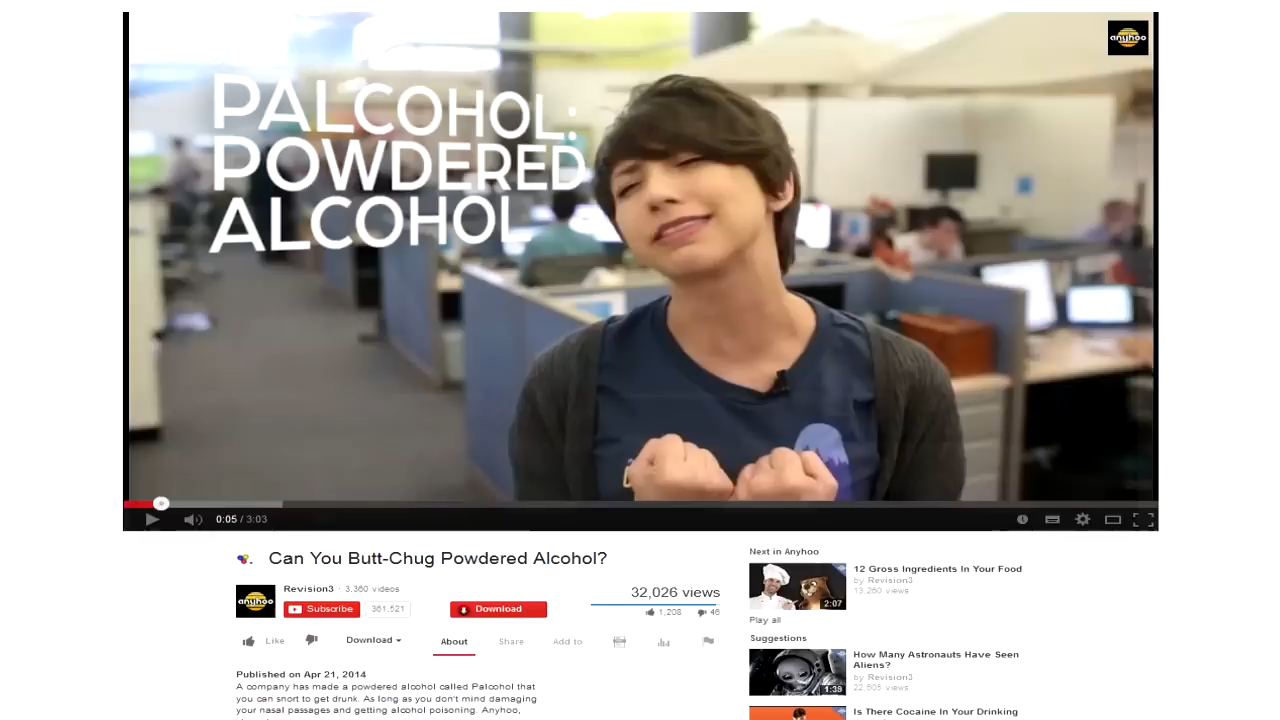 anyhoo
PALCOHOL:
POWDERED
ALCOHOL
0:05 / 3:03
Can You Butt-Chug Powdered Alcohol?
Revision3 · 3,360 videos
Subscribe 361,521
Download
32,026 views
1,208 46
anyhoo
Like
Download
About
Share
Add to
Published on Apr 21, 2014
A company has made a powdered alcohol called Palcohol that
you can snort to get drunk. As long as you don't mind damaging
your nasal passages and getting alcohol poisoning. Anyhoo,
Next in Anyhoo
12 Gross Ingredients In Your Food
by Revision3
13,280 views
2:07
Play all
Suggestions
How Many Astronauts Have Seen
Aliens?
by Revision3
22,505 views
1:39
Is There Cocaine In Your Drinking